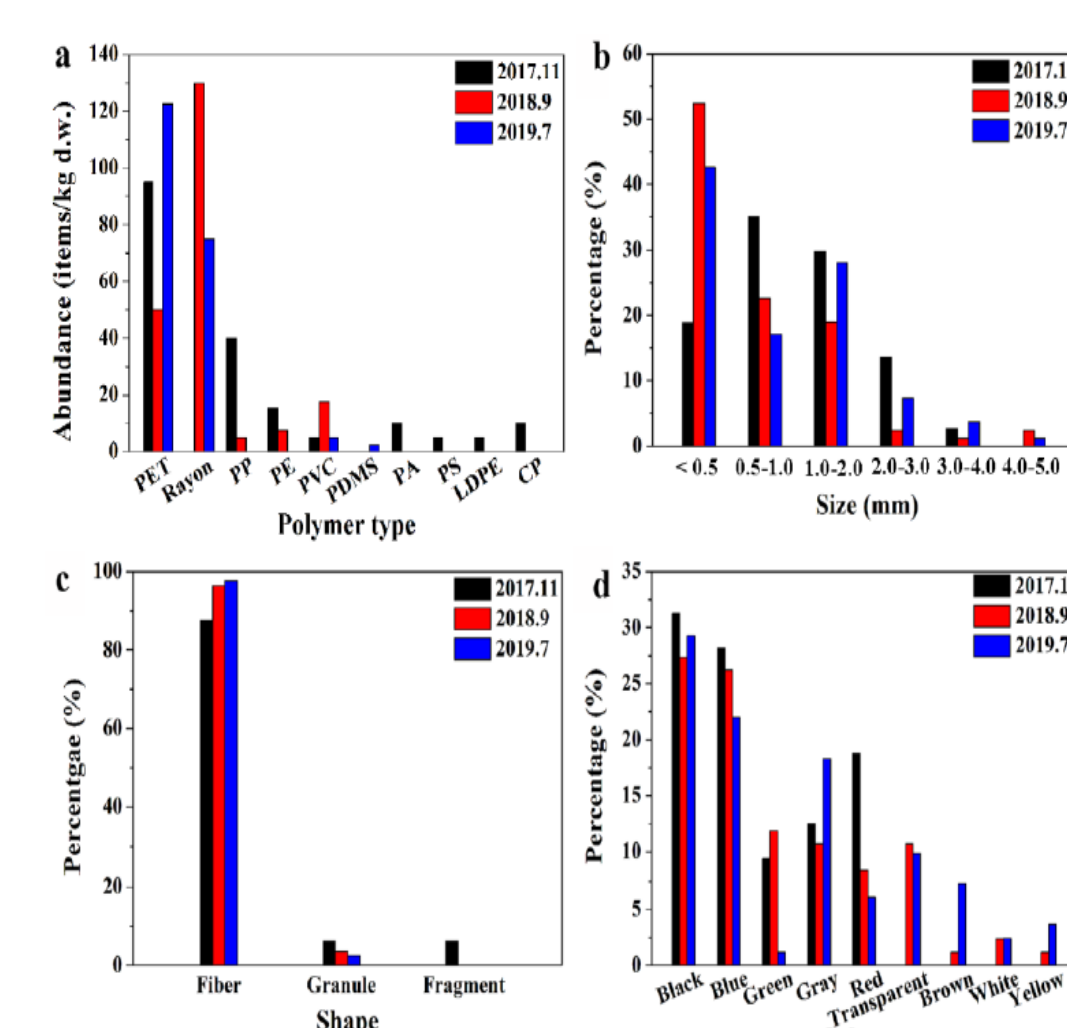 a
140
120
100
80
60
40
20
0
Abundance (items/kg d.w.)
2017.11
2018.9
2019.7
PET Rayon PP PE PVC PDMS PA PS LDPE CP
Polymer type
b
60
50
40
30
20
10
0
Percentage (%)
2017.1
2018.9
2019.7
< 0.5 0.5-1.0 1.0-2.0 2.0-3.0 3.0-4.0 4.0-5.0
Size (mm)
c
100
80
60
40
20
0
Percentgae (%)
2017.11
2018.9
2019.7
Fiber Granule Fragment
Shape
d
35
30
25
20
15
10
5
0
Percentage (%)
2017.1
2018.9
2019.7
Black Blue Green Gray Red Transparent Brown White Yellow